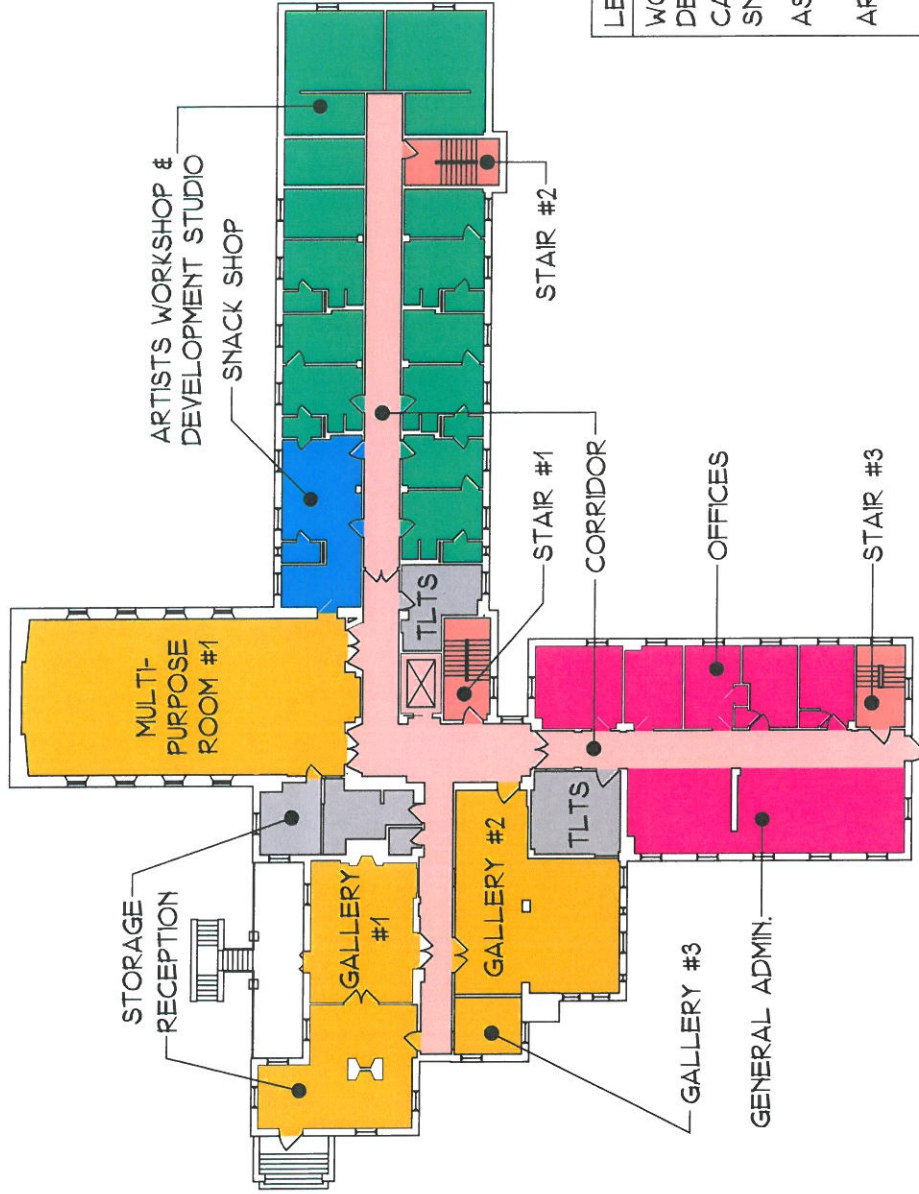 ARTISTS WORKSHOP &
DEVELOPMENT STUDIO
SNACK SHOP
MULTI-
PURPOSE
ROOM #1
STORAGE
RECEPTION
GALLERY
#1
GALLERY #2
TLTS
TLTS
STAIR #2
STAIR #1
CORRIDOR
OFFICES
STAIR #3
GALLERY #3
GENERAL ADMIN.